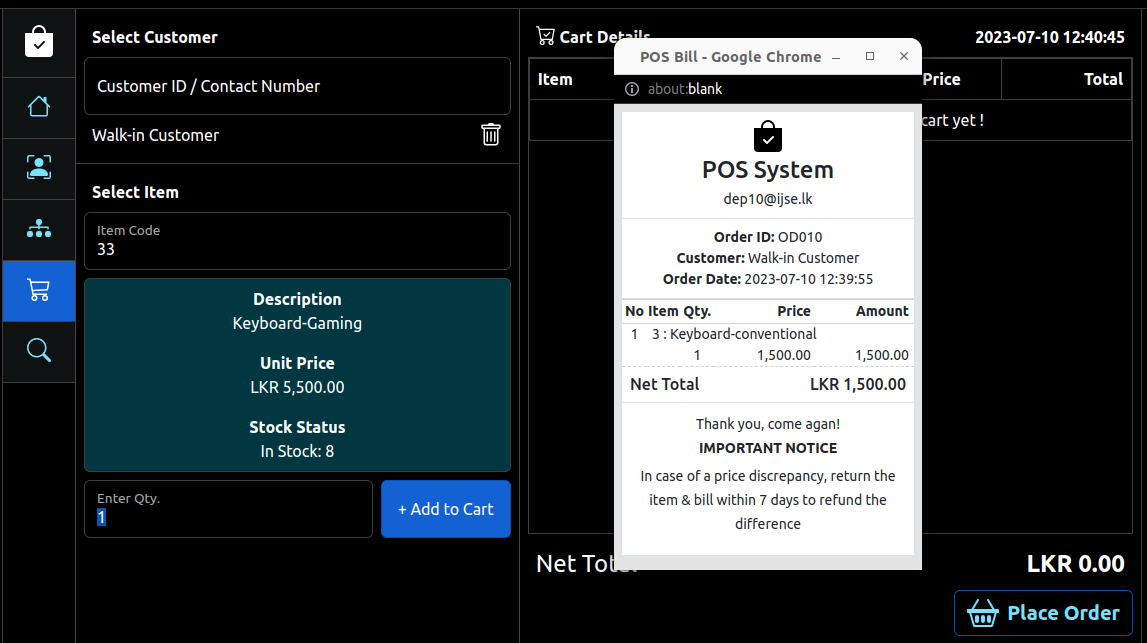 Select Customer
Customer ID / Contact Number
Walk-in Customer
Select Item
Item Code
33
Description
Keyboard-Gaming
Unit Price
LKR 5,500.00
Stock Status
In Stock: 8
Enter Qty.
1
+ Add to Cart
Cart Details
2023-07-10 12:40:45
Item Price Total
cart yet !
POS Bill - Google Chrome
about:blank
POS System
dep10@ijse.lk
Order ID: OD010
Customer: Walk-in Customer
Order Date: 2023-07-10 12:39:55
No Item Qty. Price Amount
1 3 : Keyboard-conventional
1 1,500.00 1,500.00
Net Total LKR 1,500.00
Thank you, come agan!
IMPORTANT NOTICE
In case of a price discrepancy, return the
item & bill within 7 days to refund the
difference
Net Total LKR 0.00
Place Order